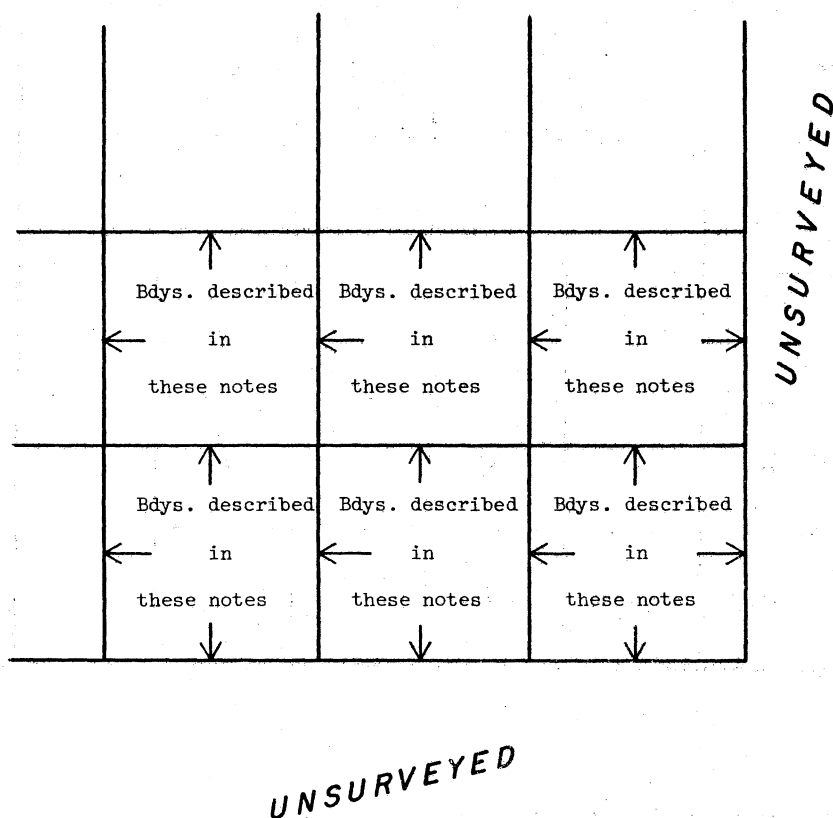 UNSURVEYED
Bdys. described
in
these notes
Bdys. described
in
these notes
Bdys. described
in
these notes
Bdys. described
in
these notes
Bdys. described
in
these notes
Bdys. described
in
these notes
UNSURVEYED